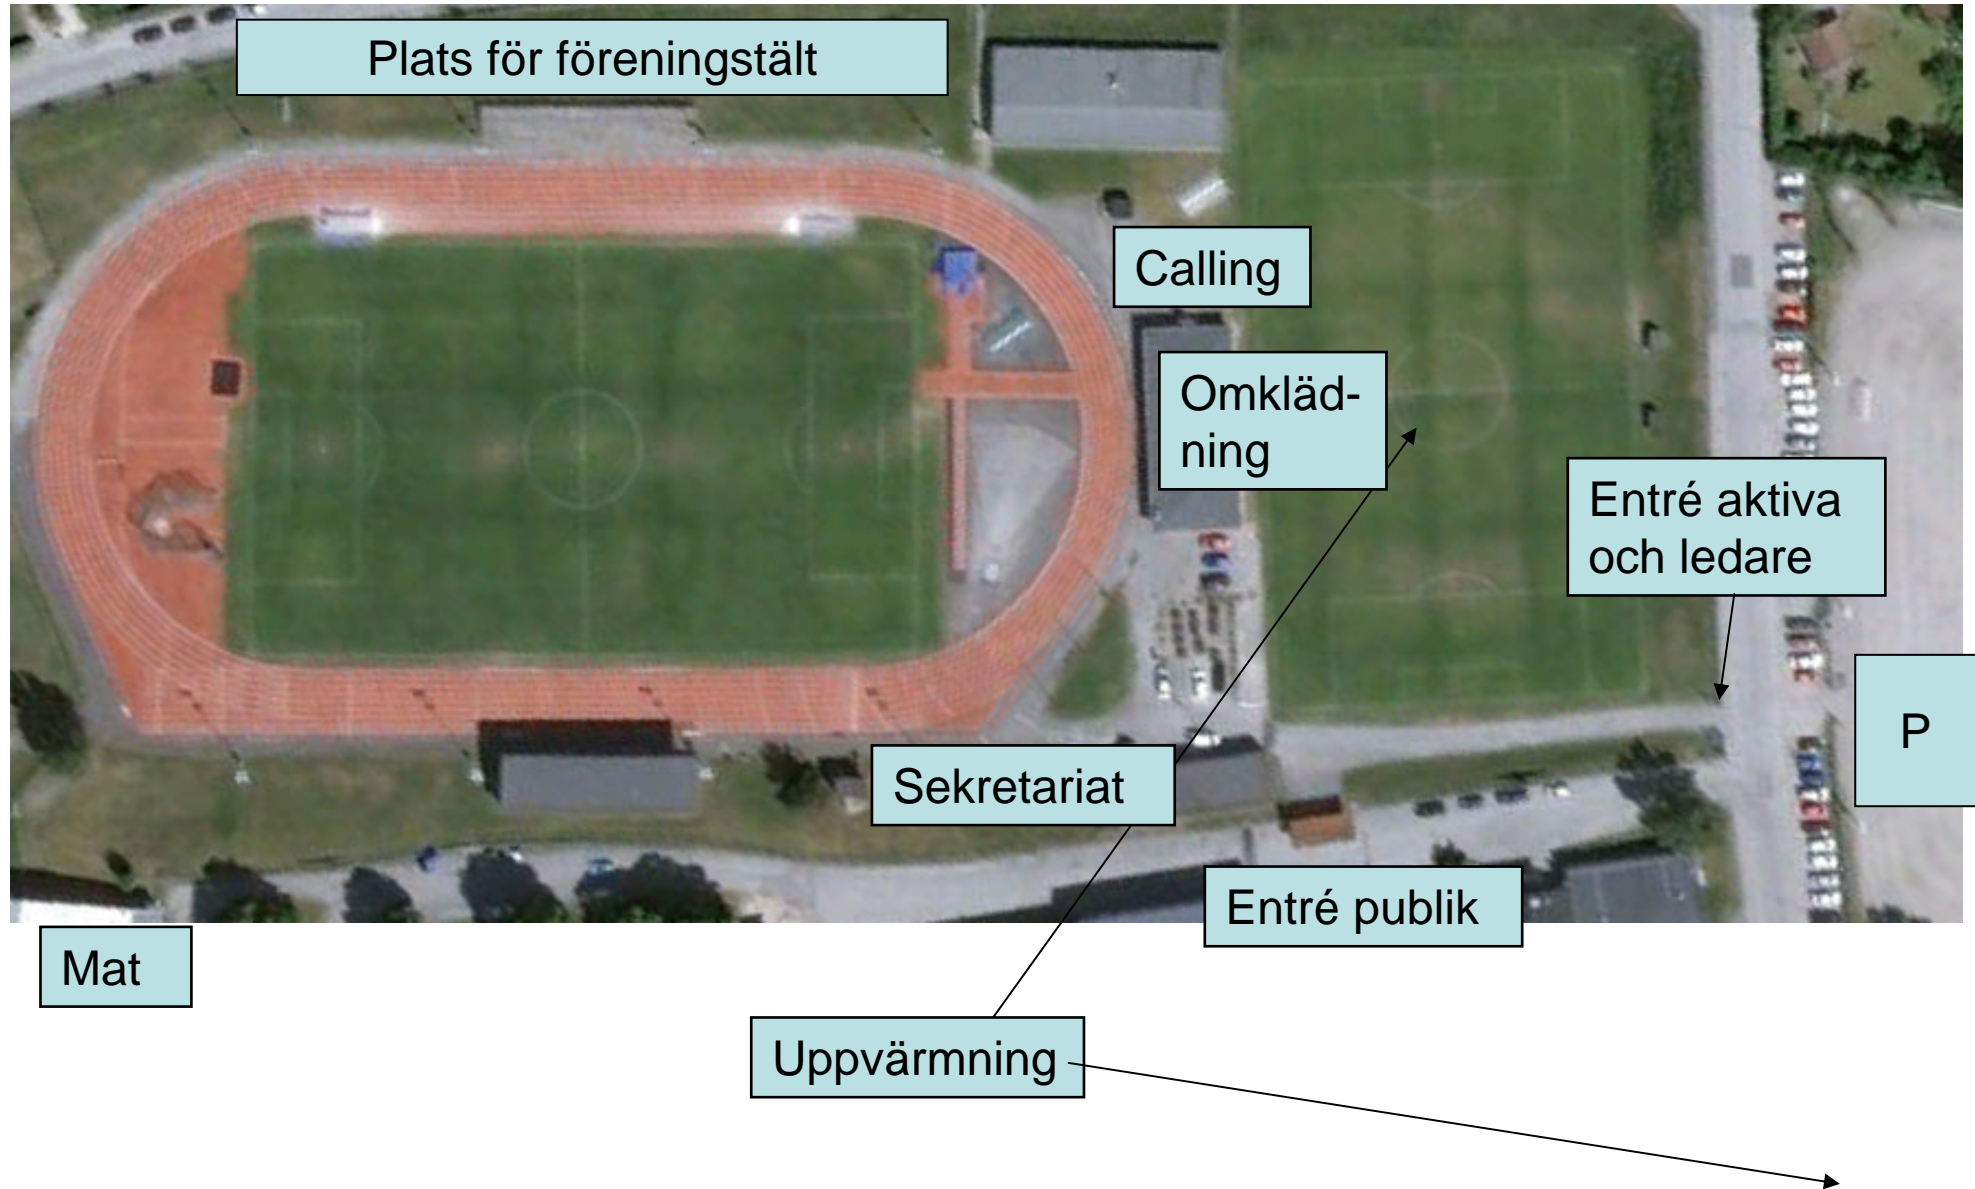 Plats för föreningstält
Calling
Omkläd-
ning
Entré aktiva
och ledare
P
Sekretariat
Entré publik
Mat
Uppvärmning